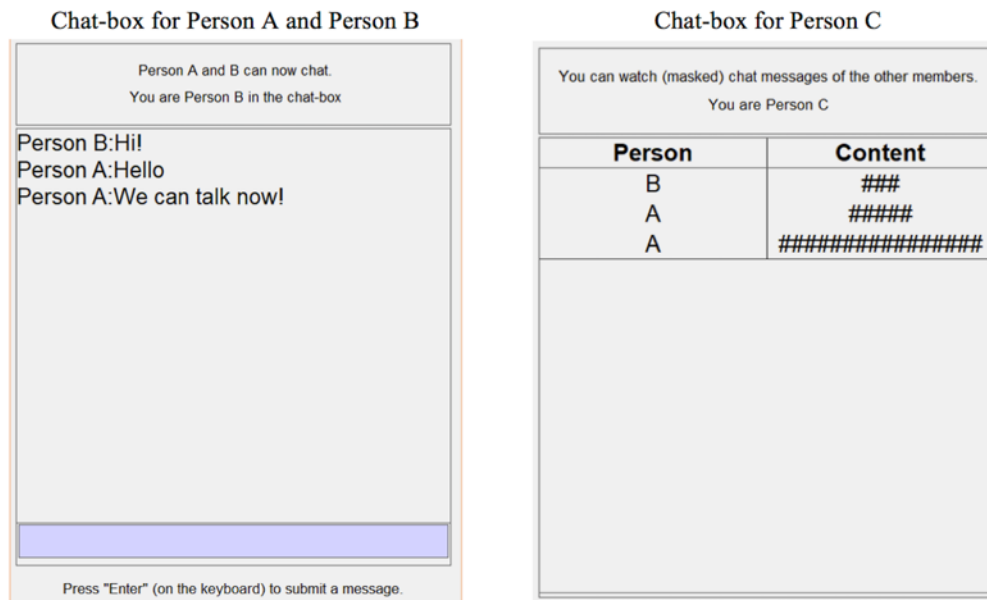 Chat-box for Person A and Person B
Person A and B can now chat.
You are Person B in the chat-box
Person B:Hi!
Person A:Hello
Person A:We can talk now!
Press "Enter" (on the keyboard) to submit a message.
Chat-box for Person C
You can watch (masked) chat messages of the other members.
You are Person C
Person Content
B ###
A #####
A ################